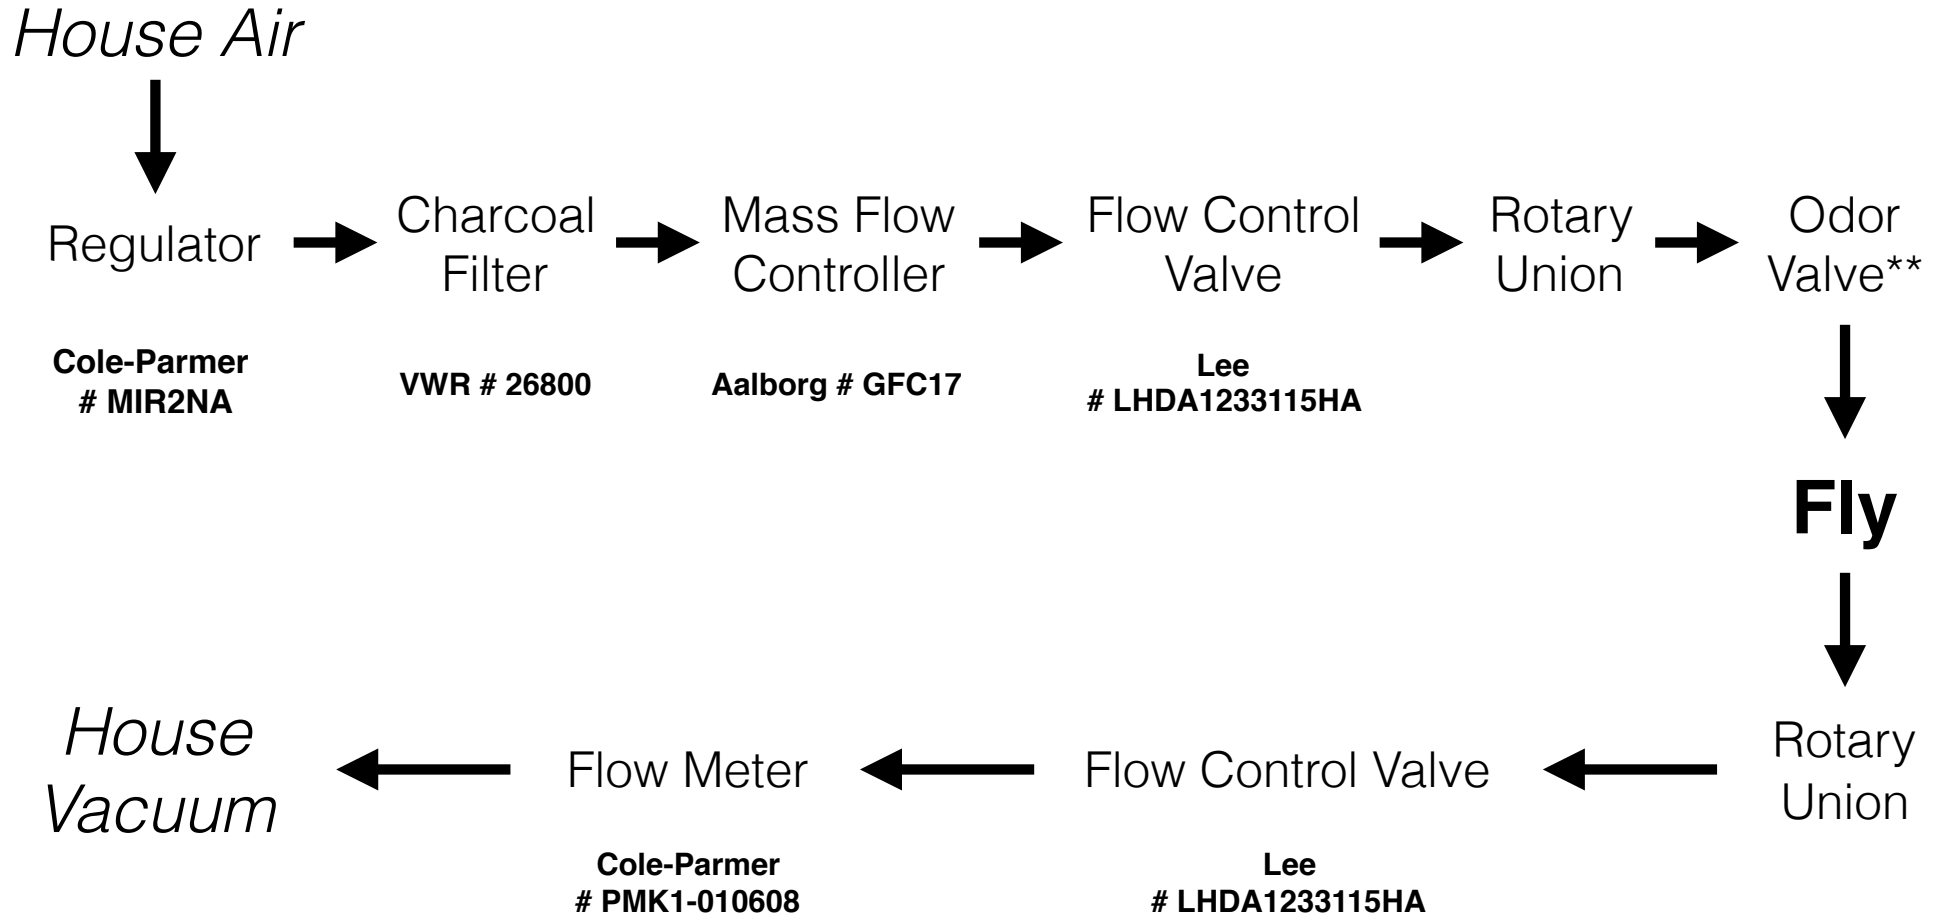 House Air
Regulator
Charcoal
Filter
Mass Flow
Controller
Flow Control
Valve
Rotary
Union
Odor
Valve**
Cole-Parmer
# MIR2NA
VWR # 26800
Aalborg # GFC17
Lee
# LHDA1233115HA
Fly
House
Vacuum
Flow Meter
Flow Control Valve
Rotary
Union
Cole-Parmer
# PMK1-010608
Lee
# LHDA1233115HA